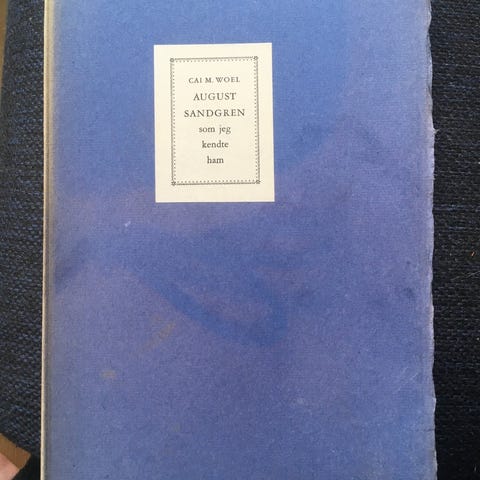 CAI M. WOEL
AUGUST
SANDGREN
som jeg
kendte
ham